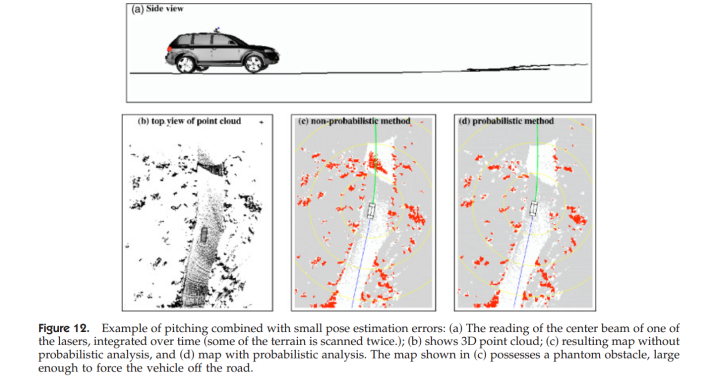 (a) Side view
(b) top view of point cloud
(c) non-probabilistic method
(d) probabilistic method
Figure 12. Example of pitching combined with small pose estimation errors: (a) The reading of the center beam of one of
the lasers, integrated over time (some of the terrain is scanned twice.); (b) shows 3D point cloud; (c) resulting map without
probabilistic analysis, and (d) map with probabilistic analysis. The map shown in (c) possesses a phantom obstacle, large
enough to force the vehicle off the road.